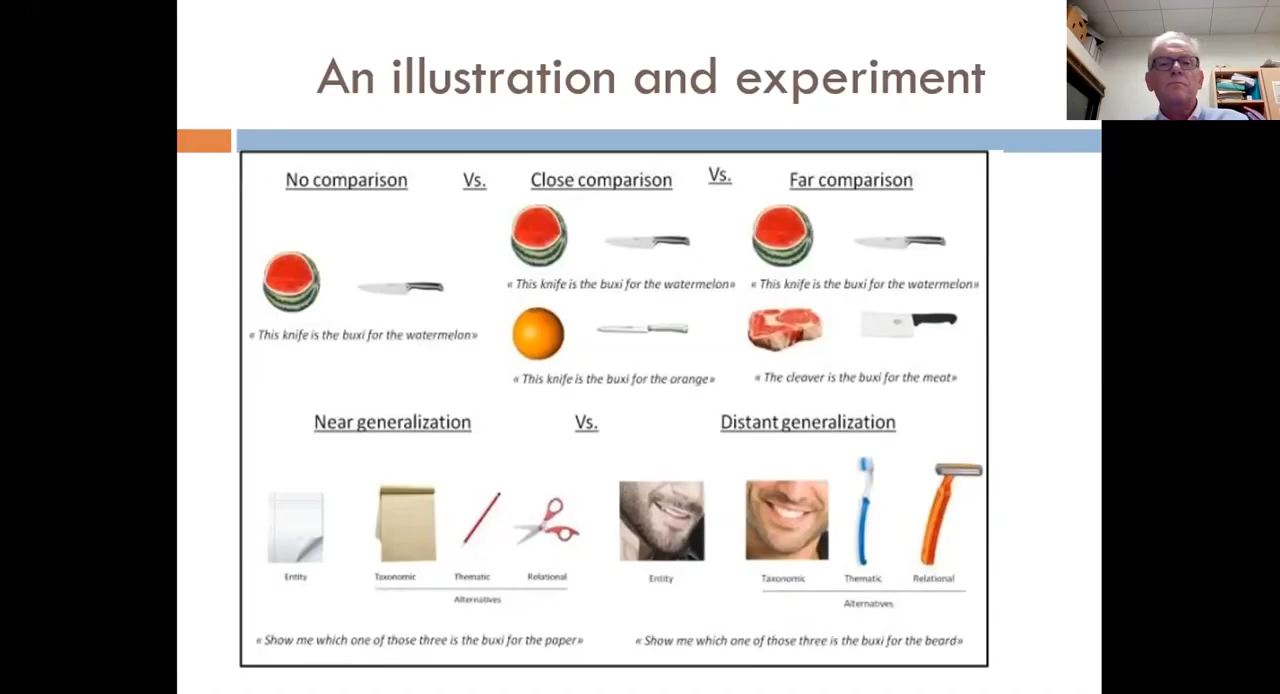 An illustration and experiment
No comparison Vs. Close comparison Vs. Far comparison
« This knife is the buxi for the watermelon»
« This knife is the buxi for the watermelon»
« This knife is the buxi for the watermelon»
« This knife is the buxi for the orange»
« The cleaver is the buxi for the meat»
Near generalization Vs. Distant generalization
Entity Taxonomic Thematic Relational
Alternatives
Entity Taxonomic Thematic Relational
Alternatives
« Show me which one of those three is the buxi for the paper»
« Show me which one of those three is the buxi for the beard»